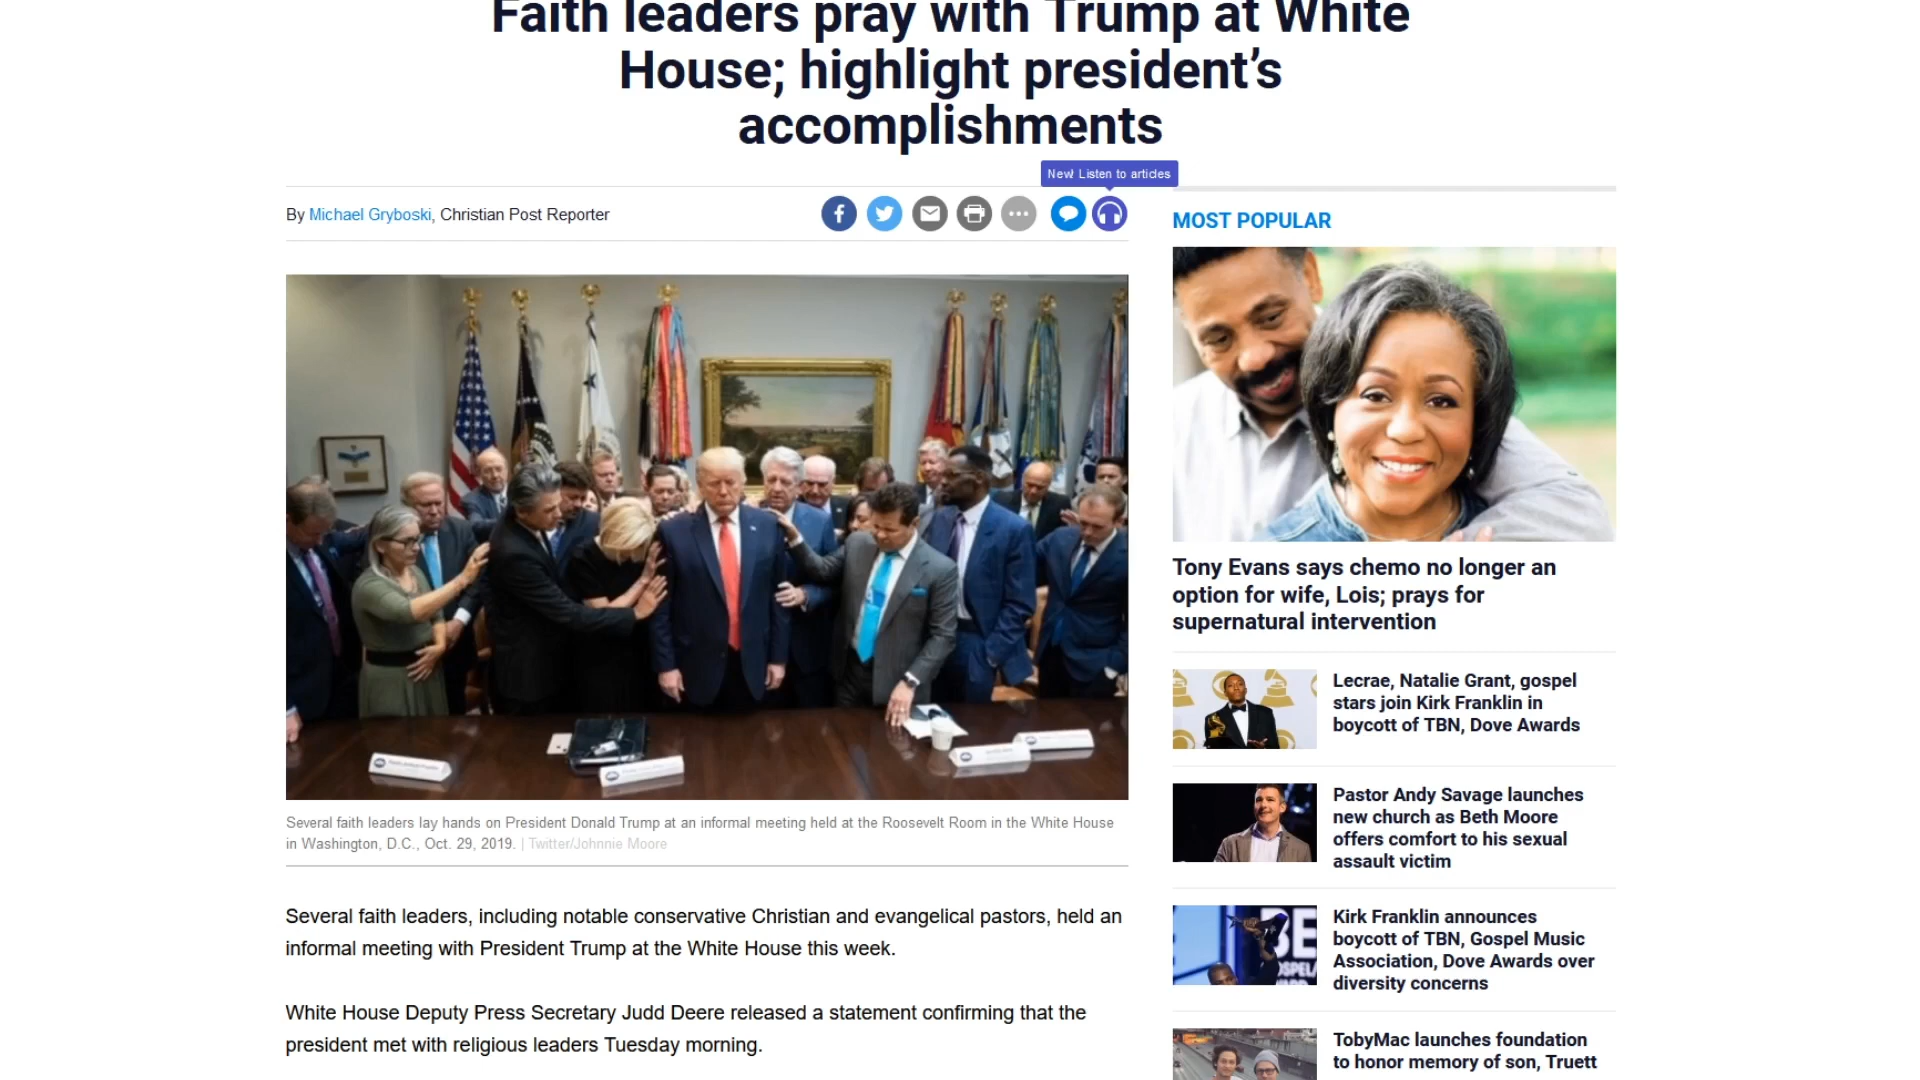 Faith leaders pray with Trump at White
House; highlight president’s
accomplishments
New! Listen to articles
By Michael Gryboski, Christian Post Reporter
Several faith leaders lay hands on President Donald Trump at an informal meeting held at the Roosevelt Room in the White House
in Washington, D.C., Oct. 29, 2019. | Twitter/Johnnie Moore
Several faith leaders, including notable conservative Christian and evangelical pastors, held an
informal meeting with President Trump at the White House this week.
White House Deputy Press Secretary Judd Deere released a statement confirming that the
president met with religious leaders Tuesday morning.
MOST POPULAR
Tony Evans says chemo no longer an
option for wife, Lois; prays for
supernatural intervention
Lecrae, Natalie Grant, gospel
stars join Kirk Franklin in
boycott of TBN, Dove Awards
Pastor Andy Savage launches
new church as Beth Moore
offers comfort to his sexual
assault victim
BE
Kirk Franklin announces
boycott of TBN, Gospel Music
Association, Dove Awards over
diversity concerns
TobyMac launches foundation
to honor memory of son, Truett